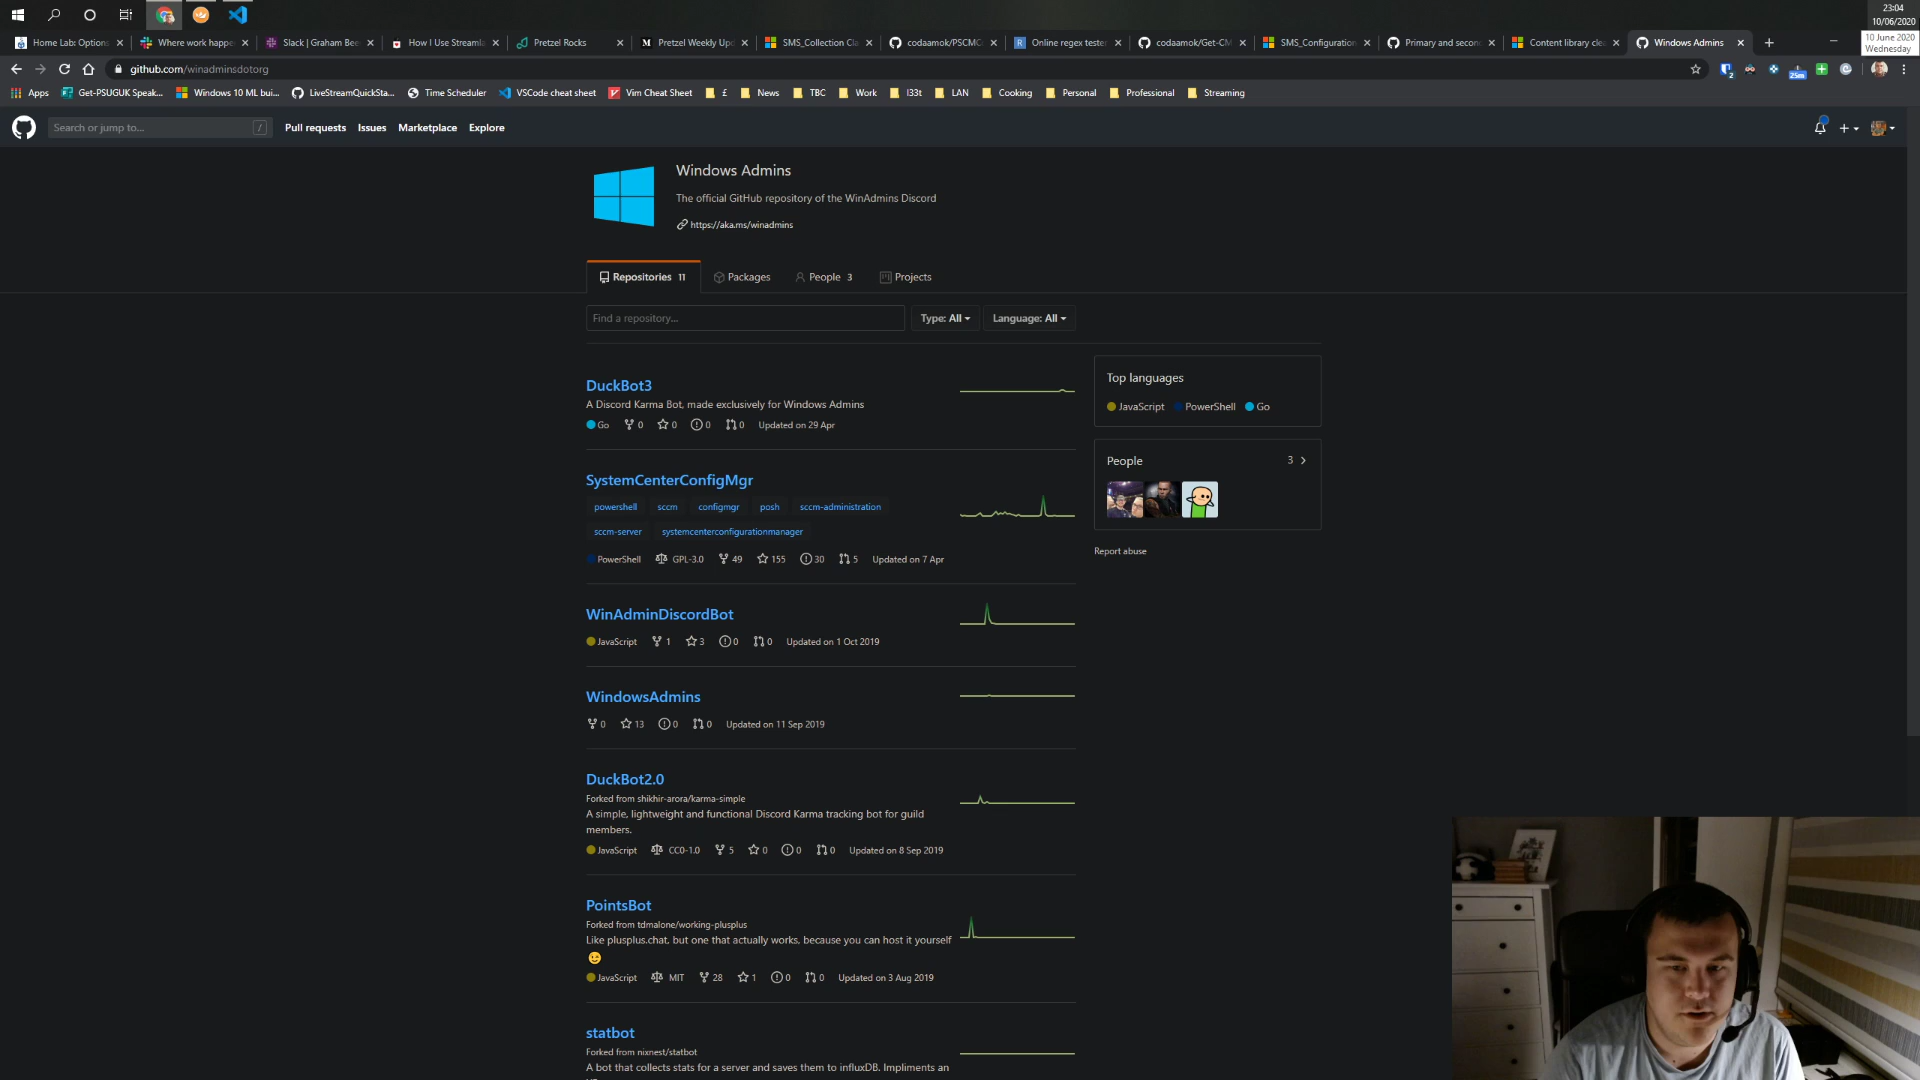 23:04
10/06/2020
Home Lab: Options
Where work happe
Slack | Graham Bee
How I Use Streamla
Pretzel Rocks
Pretzel Weekly Up
SMS_Collection Cla
codaamok/PSCMC
Online regex tester
codaamok/Get-CM
SMS_Configuration
Primary and secon
Content library clea
Windows Admins
10 June 2020
Wednesday
github.com/winadminsdotorg
2
25m
Apps
Get-PSUGUK Speak...
Windows 10 ML bui...
LiveStreamQuickSta...
Time Scheduler
VSCode cheat sheet
Vim Cheat Sheet
£
News
TBC
Work
l33t
LAN
Cooking
Personal
Professional
Streaming
Search or jump to...
/
Pull requests
Issues
Marketplace
Explore
Windows Admins
The official GitHub repository of the WinAdmins Discord
https://aka.ms/winadmins
Repositories 11
Packages
People 3
Projects
Find a repository...
Type: All
Language: All
DuckBot3
A Discord Karma Bot, made exclusively for Windows Admins
Go 0 0 0 0 Updated on 29 Apr
SystemCenterConfigMgr
powershell sccm configmgr posh sccm-administration
sccm-server systemcenterconfigurationmanager
PowerShell GPL-3.0 49 155 30 5 Updated on 7 Apr
WinAdminDiscordBot
JavaScript 1 3 0 0 Updated on 1 Oct 2019
WindowsAdmins
0 13 0 0 Updated on 11 Sep 2019
DuckBot2.0
Forked from shikhir-arora/karma-simple
A simple, lightweight and functional Discord Karma tracking bot for guild
members.
JavaScript CC0-1.0 5 0 0 0 Updated on 8 Sep 2019
PointsBot
Forked from tdmalone/working-plusplus
Like plusplus.chat, but one that actually works, because you can host it yourself
😉
JavaScript MIT 28 1 0 0 Updated on 3 Aug 2019
statbot
Forked from nixnest/statbot
A bot that collects stats for a server and saves them to influxDB. Impliments an
Top languages
JavaScript PowerShell Go
People 3
Report abuse